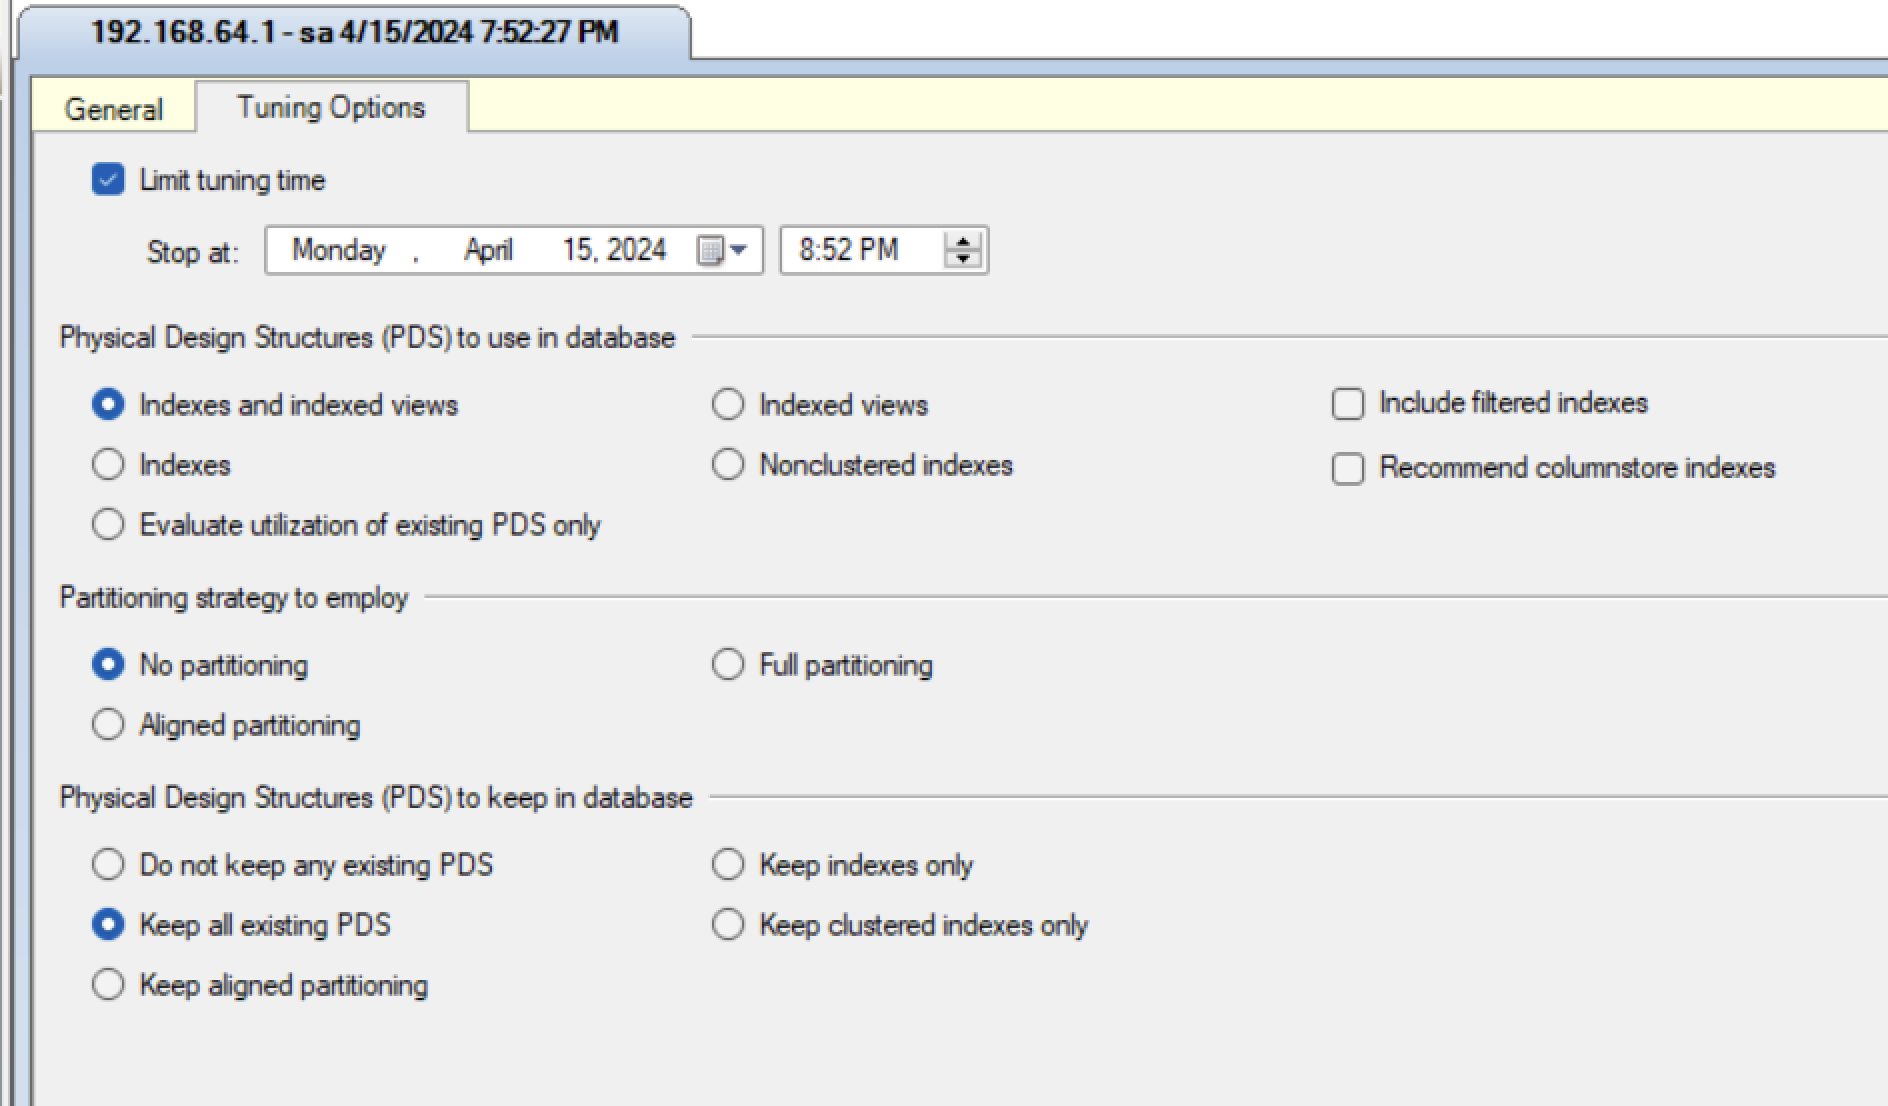 192.168.64.1 - sa 4/15/2024 7:52:27 PM
General Tuning Options
Limit tuning time
Stop at: Monday , April 15, 2024 8:52 PM
Physical Design Structures (PDS) to use in database
Indexes and indexed views Indexed views Include filtered indexes
Indexes Nonclustered indexes Recommend columnstore indexes
Evaluate utilization of existing PDS only
Partitioning strategy to employ
No partitioning Full partitioning
Aligned partitioning
Physical Design Structures (PDS) to keep in database
Do not keep any existing PDS Keep indexes only
Keep all existing PDS Keep clustered indexes only
Keep aligned partitioning